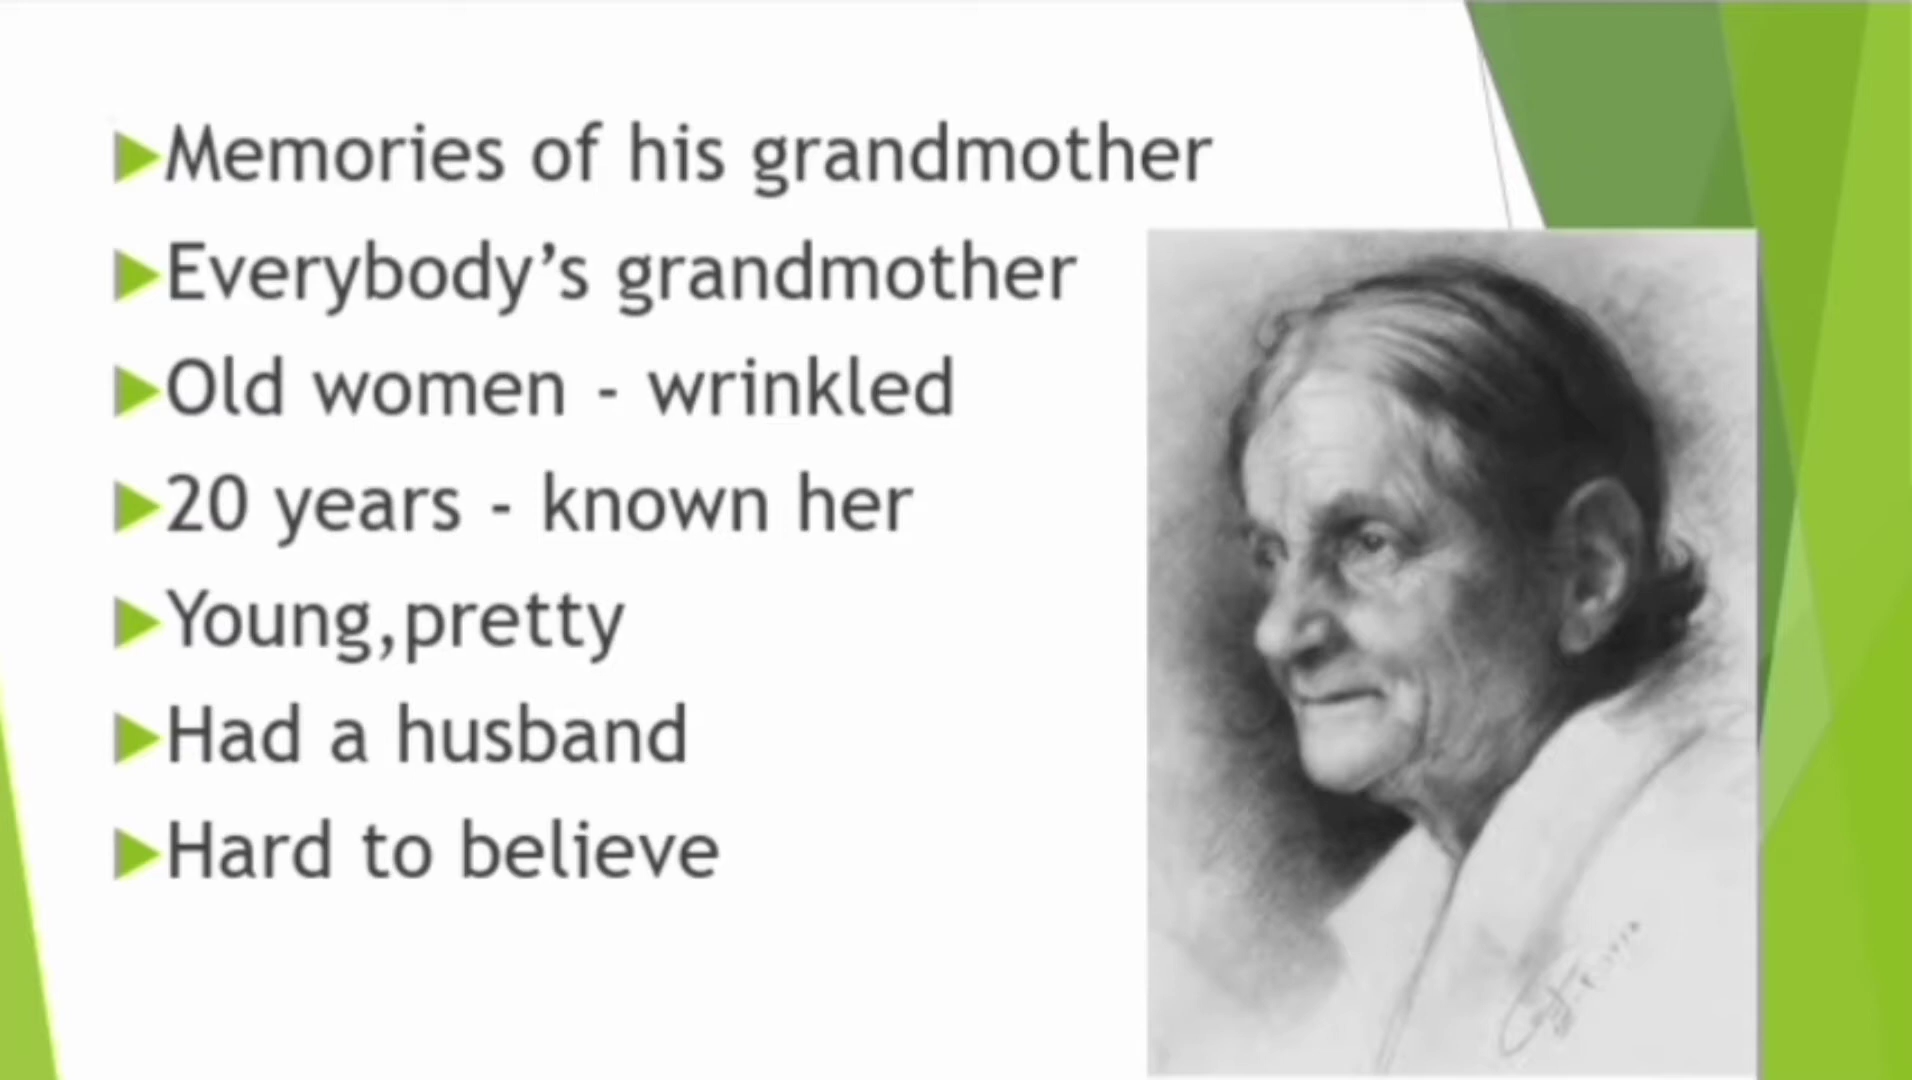 Memories of his grandmother
Everybody’s grandmother
Old women - wrinkled
20 years - known her
Young,pretty
Had a husband
Hard to believe